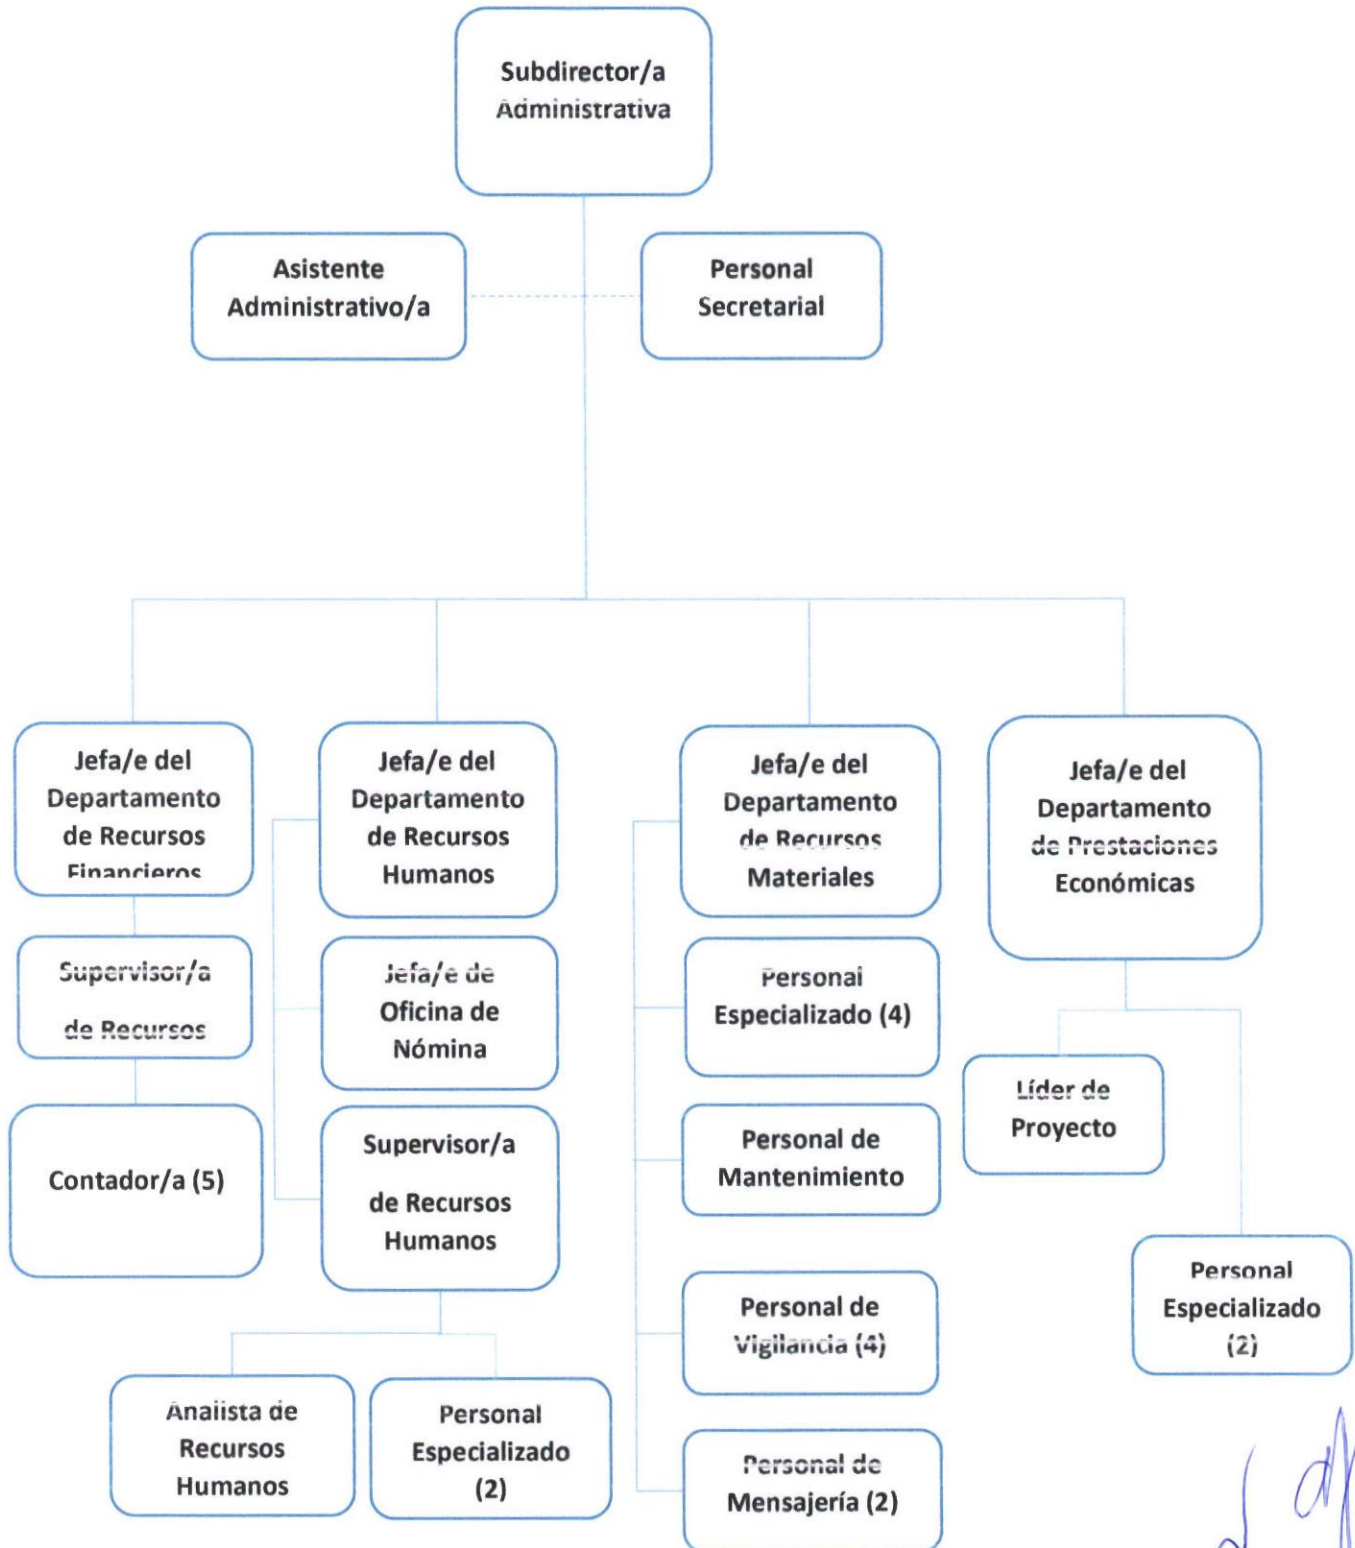 Subdirector/a
Administrativa
Asistente
Administrativo/a
Personal
Secretarial
Jefa/e del
Departamento
de Recursos
Financieros
Jefa/e del
Departamento
de Recursos
Humanos
Jefa/e del
Departamento
de Recursos
Materiales
Jefa/e del
Departamento
de Prestaciones
Económicas
Supervisor/a
de Recursos
Jefa/e de
Oficina de
Nómina
Personal
Especializado (4)
Líder de
Proyecto
Contador/a (5)
Supervisor/a
de Recursos
Humanos
Personal de
Mantenimiento
Personal de
Vigilancia (4)
Personal
Especializado
(2)
Analista de
Recursos
Humanos
Personal
Especializado
(2)
Personal de
Mensajería (2)